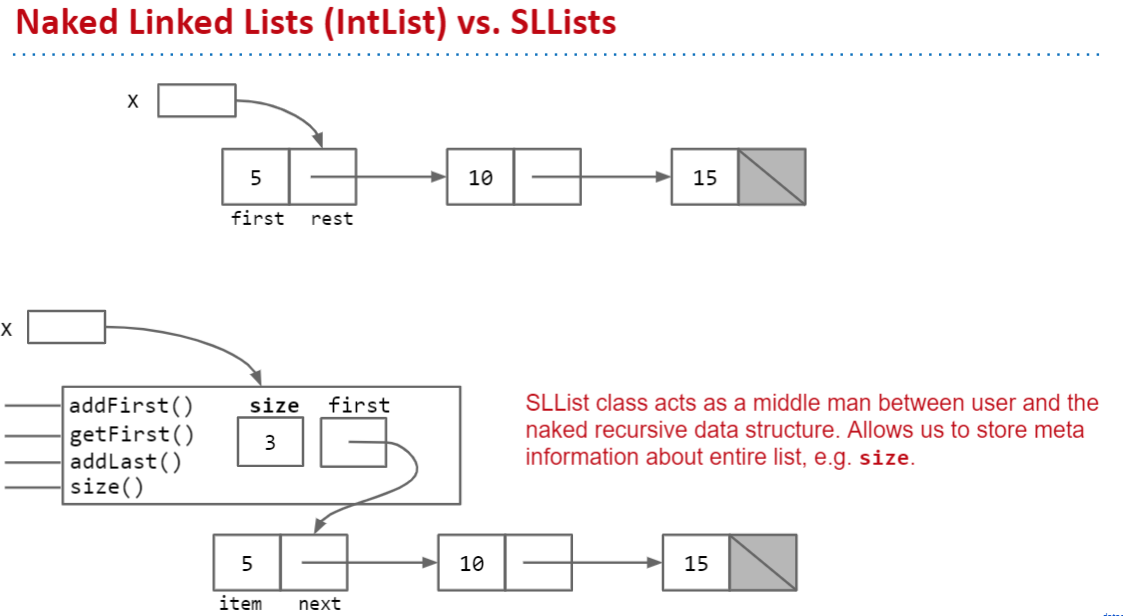 Naked Linked Lists (IntList) vs. SLLists
X
5
10
15
first rest
X
addFirst() size first
getFirst() 3
addLast()
size()
SLList class acts as a middle man between user and the
naked recursive data structure. Allows us to store meta
information about entire list, e.g. size.
5
10
15
item next